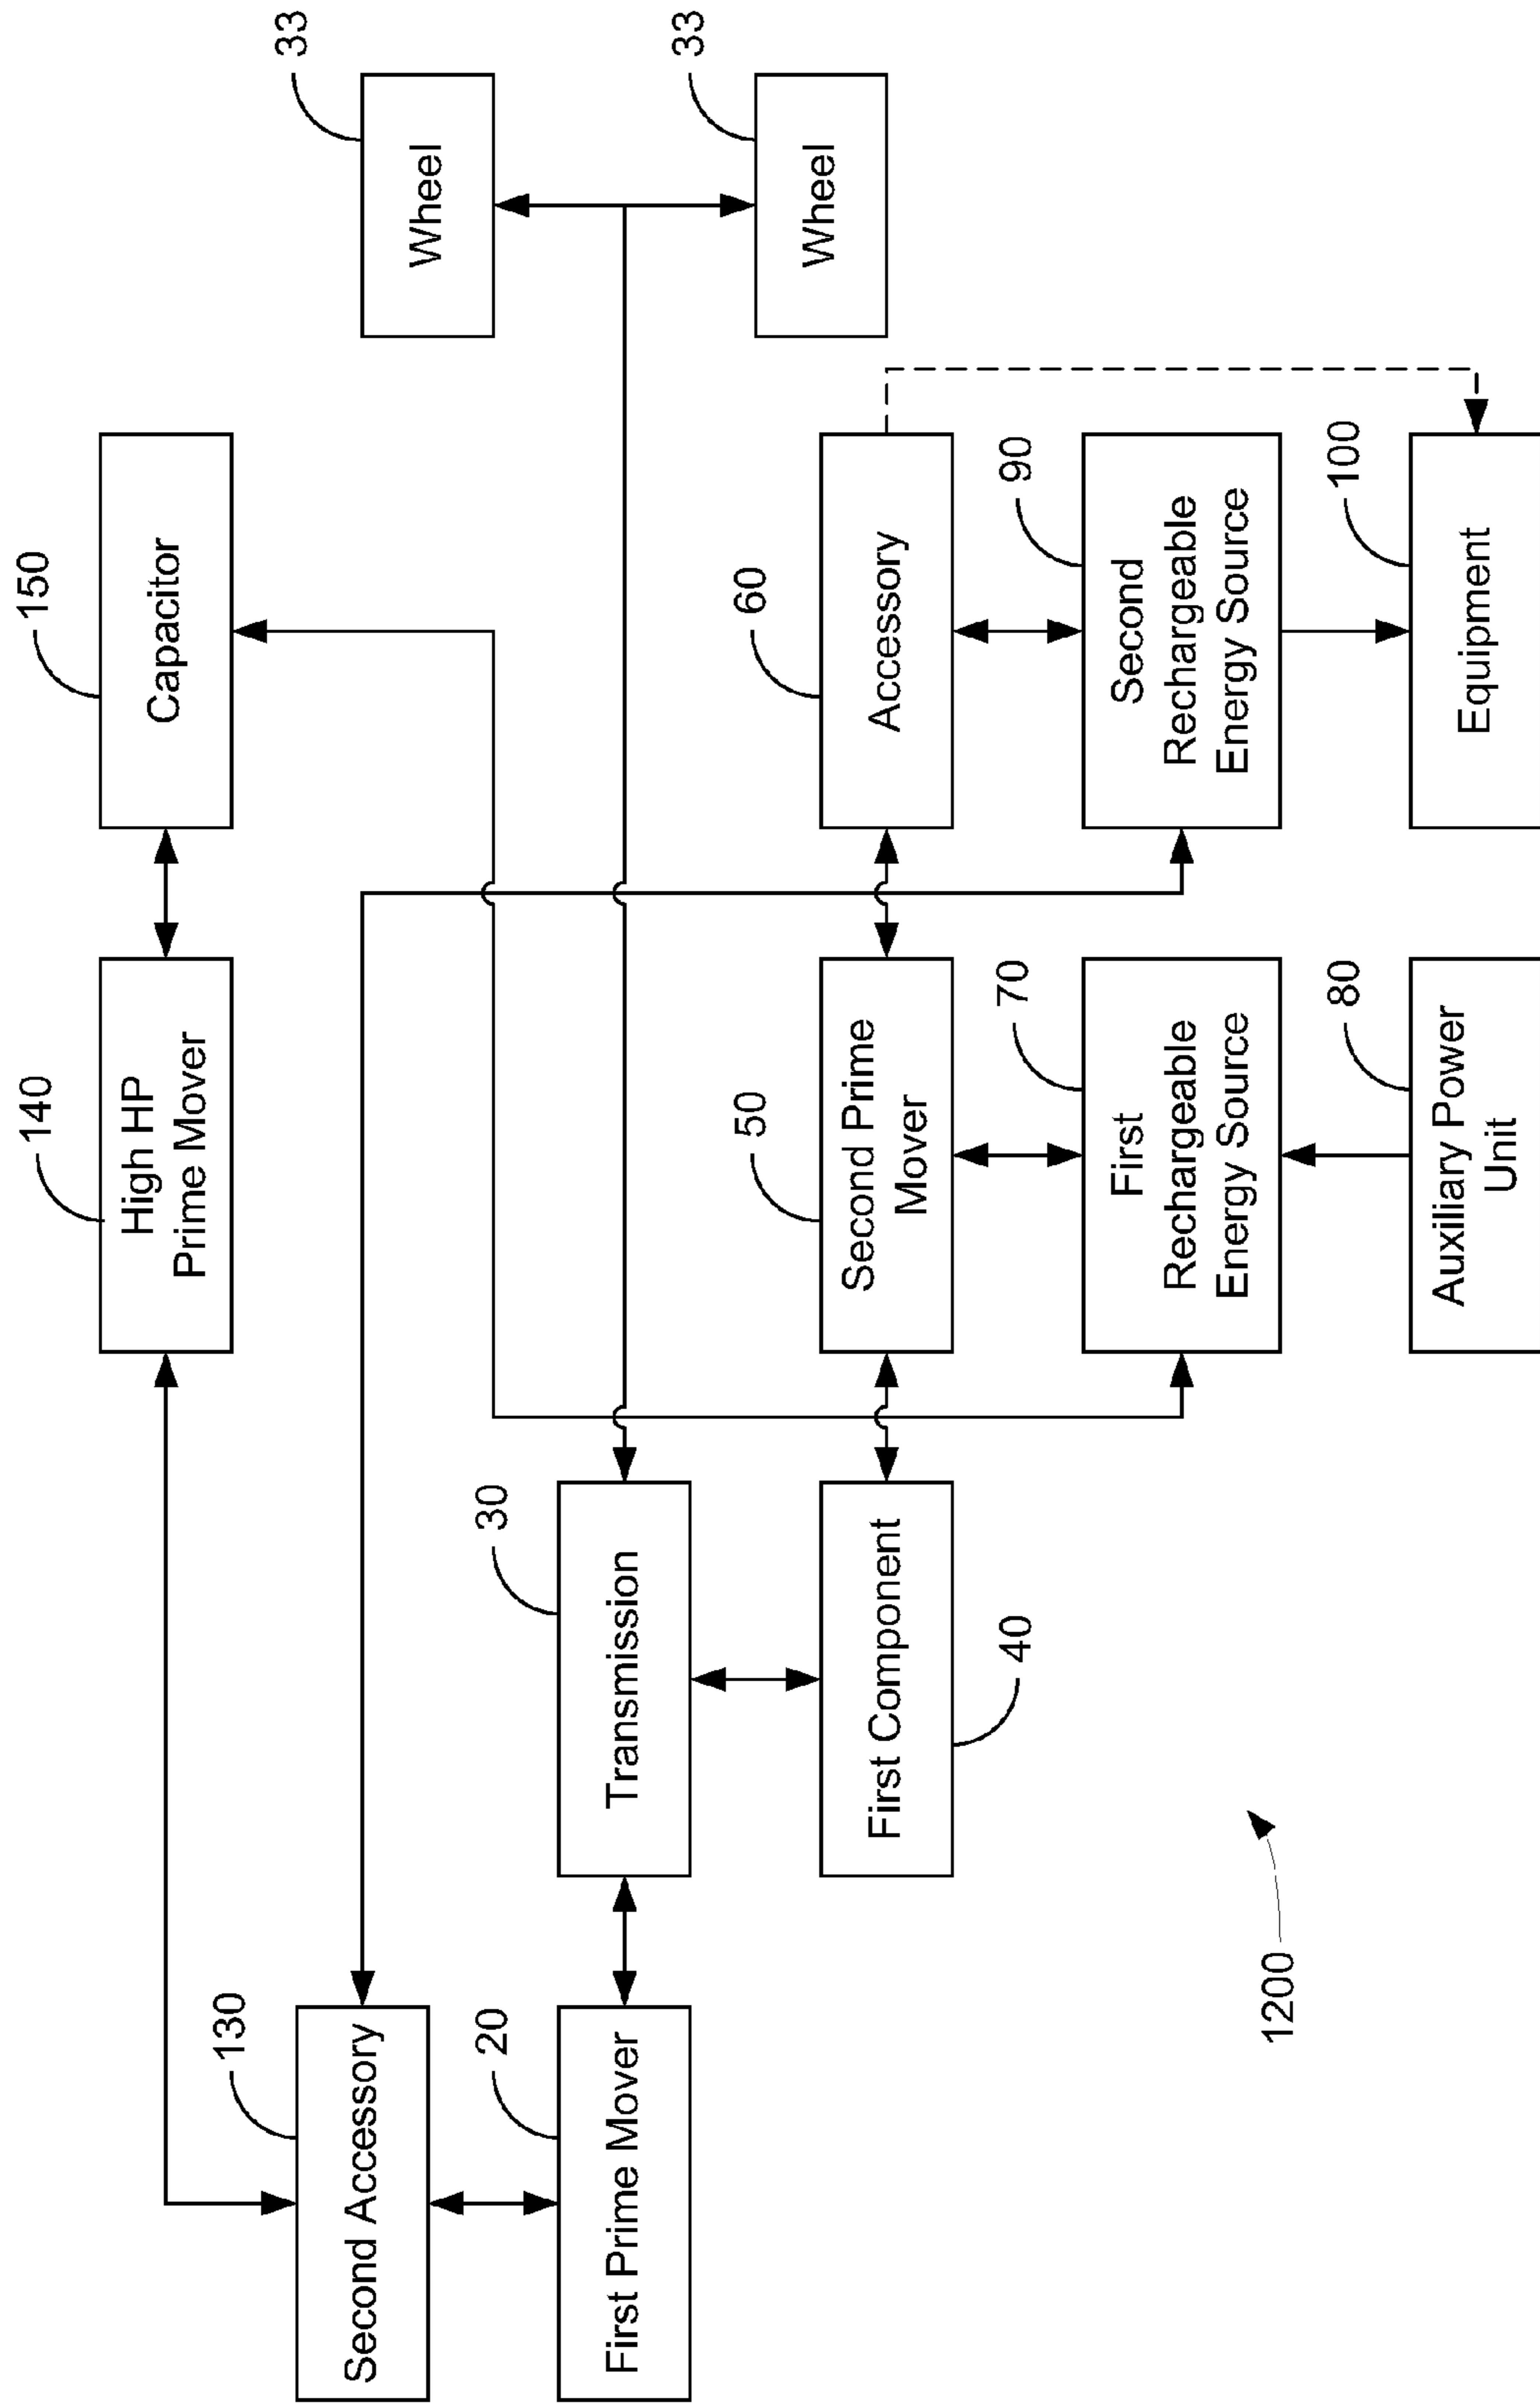 140
150
High HP
Prime Mover
Capacitor
130
33
Second Accessory
Wheel
20
30
First Prime Mover
Transmission
33
50
60
Wheel
First Component
Second Prime
Mover
Accessory
40
70
90
First
Rechargeable
Energy Source
Second
Rechargeable
Energy Source
1200
80
100
Auxiliary Power
Unit
Equipment